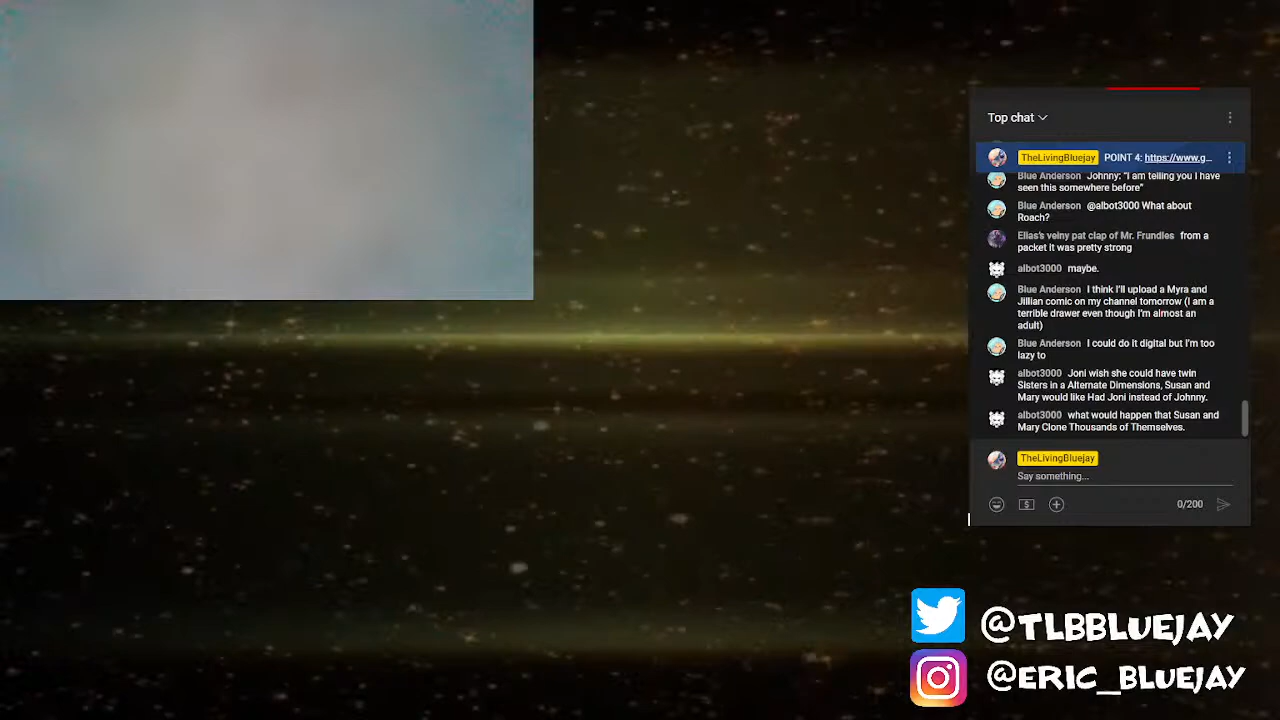 Top chat
TheLivingBluejay POINT 4: https://www.g...
Blue Anderson Johnny: "I am telling you I have
seen this somewhere before"
Blue Anderson @albot3000 What about
Roach?
Elias's veiny pat clap of Mr. Frundles from a
packet it was pretty strong
albot3000 maybe.
Blue Anderson I think I'll upload a Myra and
Jillian comic on my channel tomorrow (I am a
terrible drawer even though I'm almost an
adult)
Blue Anderson I could do it digital but I'm too
lazy to
albot3000 Joni wish she could have twin
Sisters in a Alternate Dimensions, Susan and
Mary would like Had Joni instead of Johnny.
albot3000 what would happen that Susan and
Mary Clone Thousands of Themselves.
TheLivingBluejay
Say something...
0/200
@TLBBLUEJAY
@ERIC_BLUEJAY